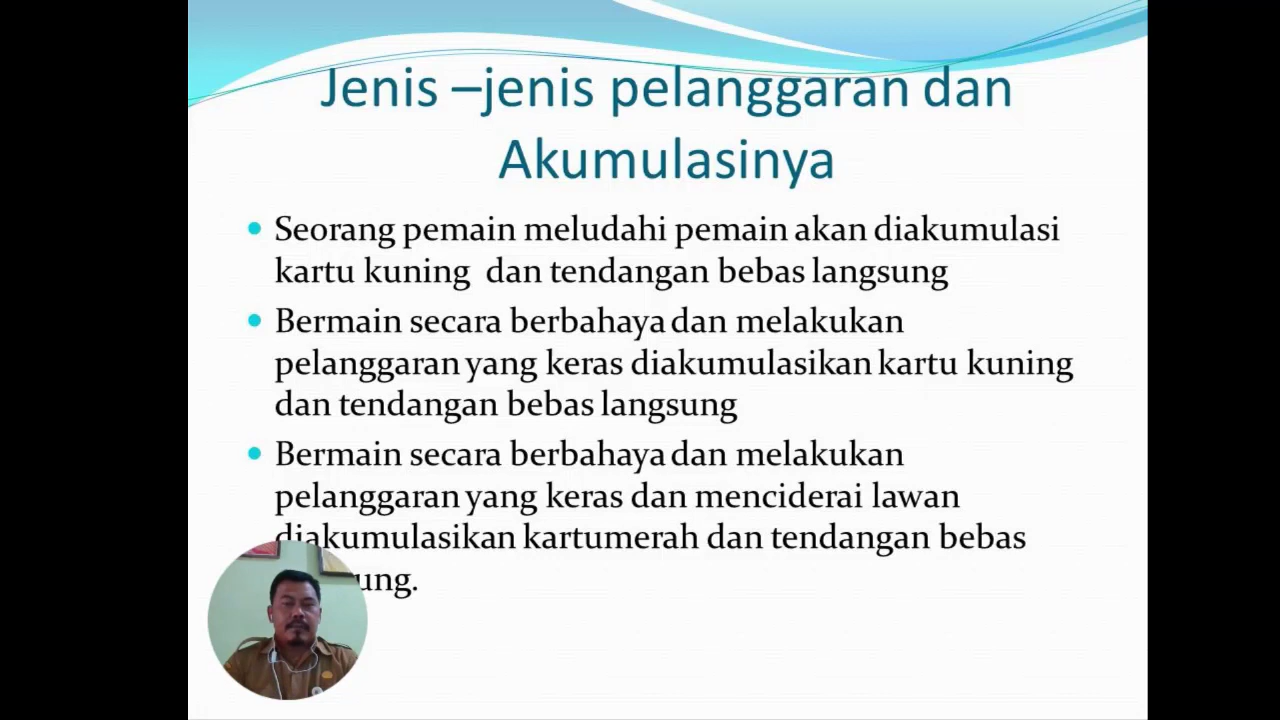 Jenis –jenis pelanggaran dan
Akumulasinya
Seorang pemain meludahi pemain akan diakumulasi
kartu kuning dan tendangan bebas langsung
Bermain secara berbahaya dan melakukan
pelanggaran yang keras diakumulasikan kartu kuning
dan tendangan bebas langsung
Bermain secara berbahaya dan melakukan
pelanggaran yang keras dan menciderai lawan
diakumulasikan kartumerah dan tendangan bebas